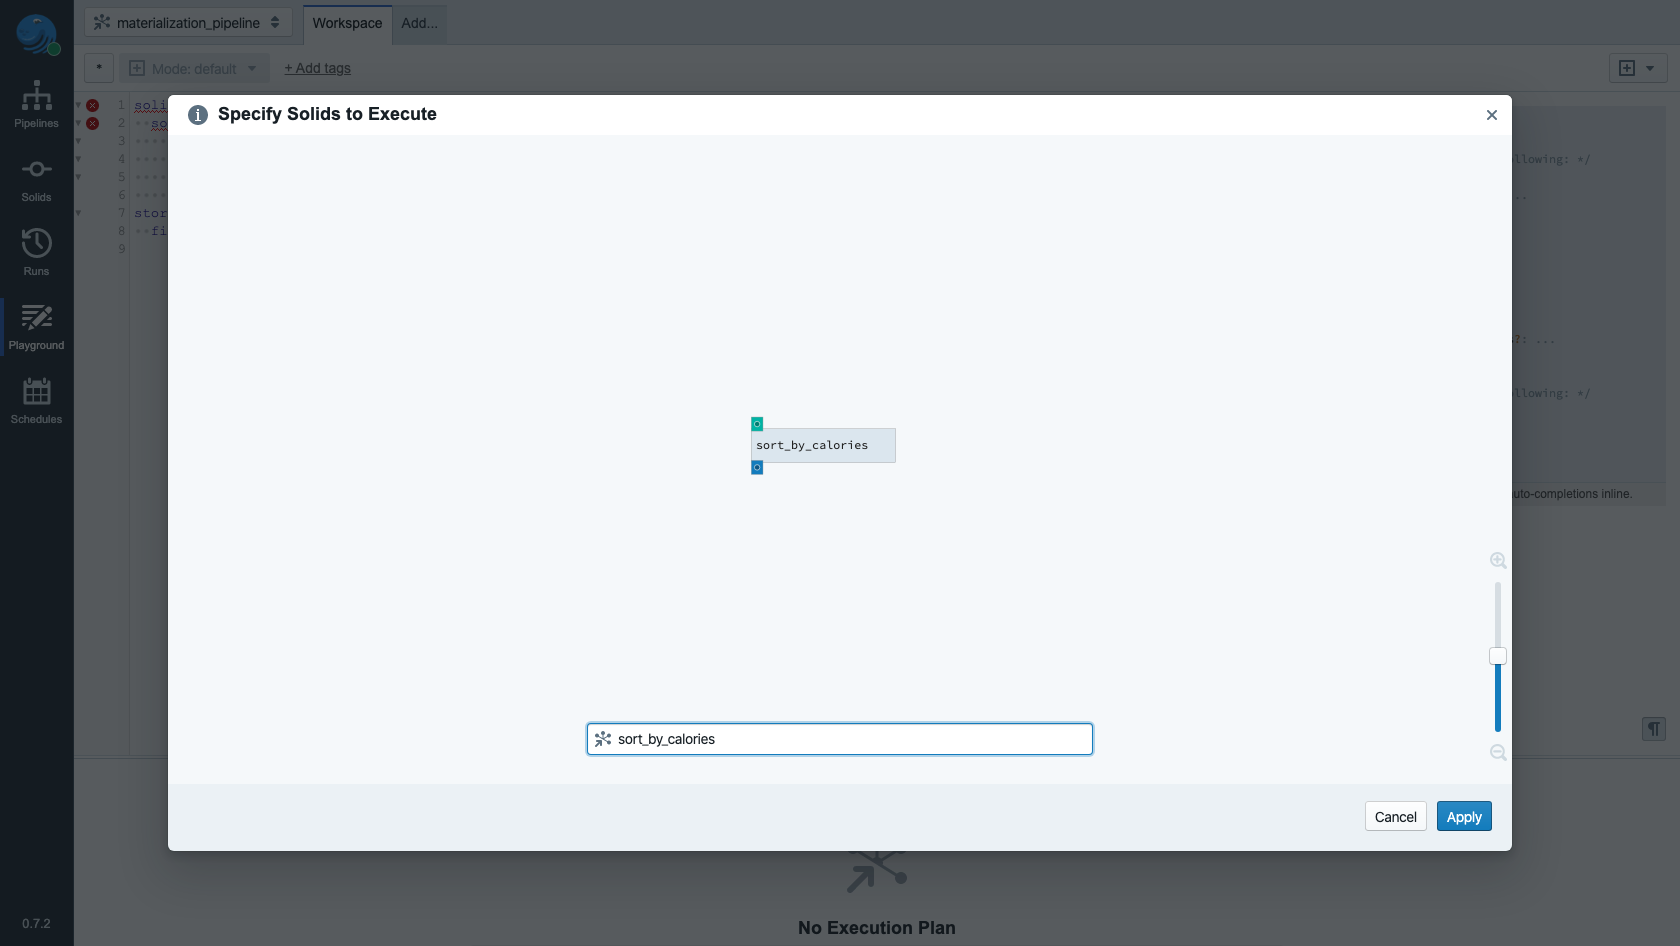 materialization_pipeline
Workspace
Add...
* Mode: default + Add tags
Pipelines
Solids
Runs
Playground
Schedules
0.7.2
1 soli
2 so
3
4
5
6
7 stor
8 fi
9
Specify Solids to Execute
sort_by_calories
sort_by_calories
Cancel
Apply
llowing: */
..
?: ...
llowing: */
uto-completions inline.
No Execution Plan